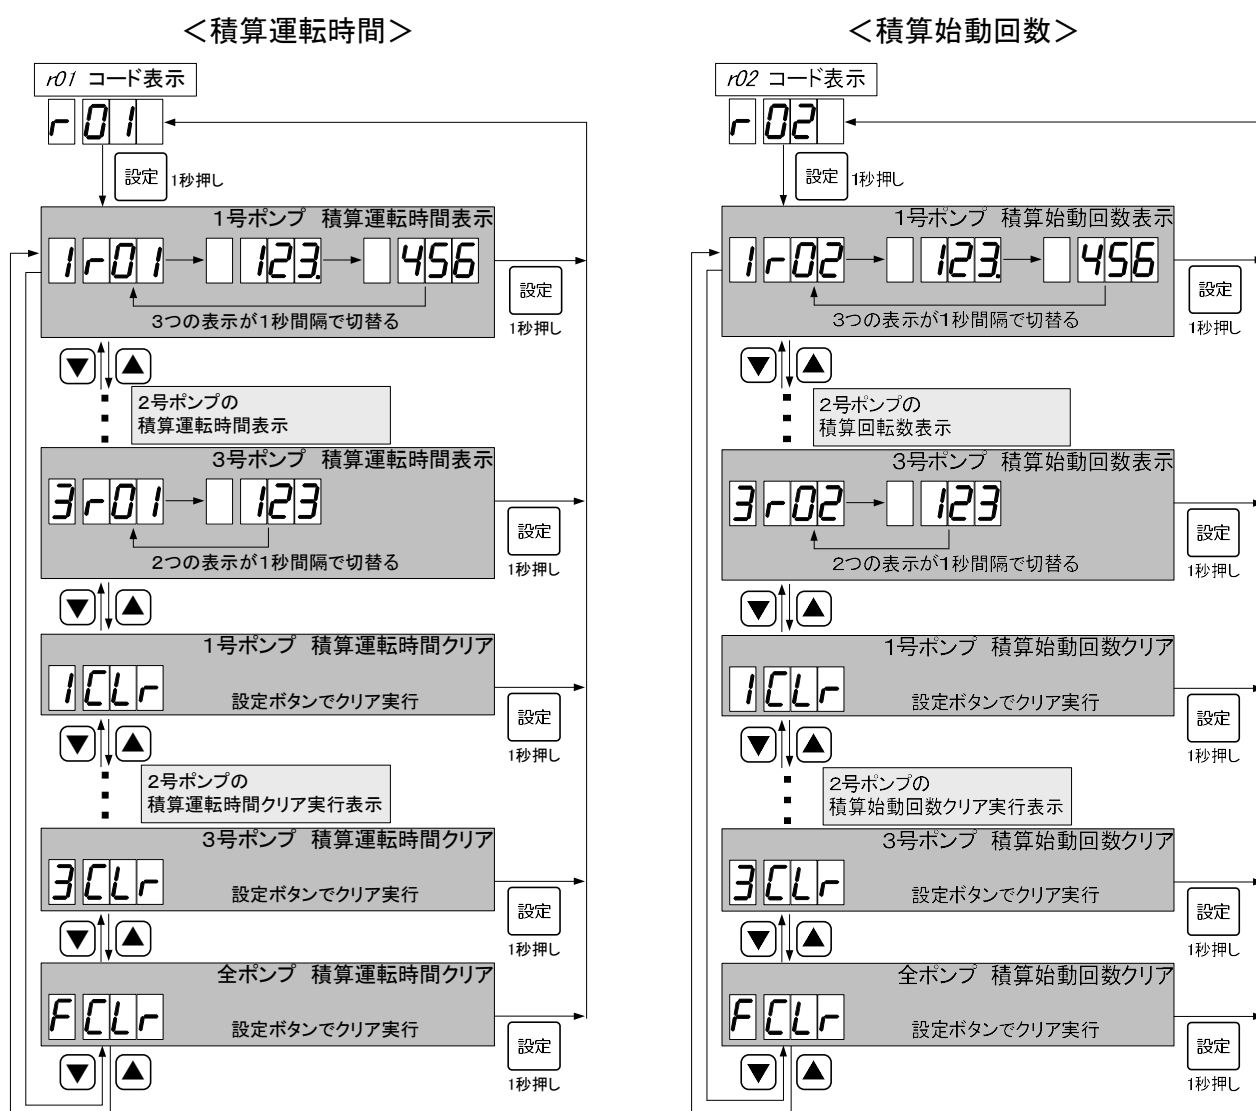 ＜積算運転時間＞
r01 コード表示
r 01
設定 1秒押し
1号ポンプ 積算運転時間表示
1 r01 123. 456
設定
1秒押し
3つの表示が1秒間隔で切替る
▼ ▲
2号ポンプの
積算運転時間表示
3号ポンプ 積算運転時間表示
3 r01 123
設定
1秒押し
2つの表示が1秒間隔で切替る
▼ ▲
1号ポンプ 積算運転時間クリア
1 CLr
設定ボタンでクリア実行
設定
1秒押し
▼ ▲
2号ポンプの
積算運転時間クリア実行表示
3号ポンプ 積算運転時間クリア
3 CLr
設定ボタンでクリア実行
設定
1秒押し
▼ ▲
全ポンプ 積算運転時間クリア
F CLr
設定ボタンでクリア実行
設定
1秒押し
▼ ▲
＜積算始動回数＞
r02 コード表示
r 02
設定 1秒押し
1号ポンプ 積算始動回数表示
1 r02 123. 456
設定
1秒押し
3つの表示が1秒間隔で切替る
▼ ▲
2号ポンプの
積算回転数表示
3号ポンプ 積算始動回数表示
3 r02 123
設定
1秒押し
2つの表示が1秒間隔で切替る
▼ ▲
1号ポンプ 積算始動回数クリア
1 CLr
設定ボタンでクリア実行
設定
1秒押し
▼ ▲
2号ポンプの
積算始動回数クリア実行表示
3号ポンプ 積算始動回数クリア
3 CLr
設定ボタンでクリア実行
設定
1秒押し
▼ ▲
全ポンプ 積算始動回数クリア
F CLr
設定ボタンでクリア実行
設定
1秒押し
▼ ▲